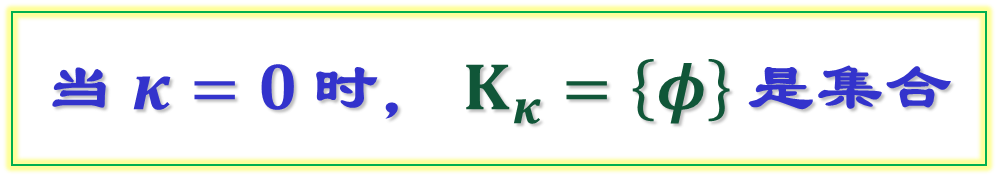 当 κ = 0 时， K_κ = {ϕ} 是集合